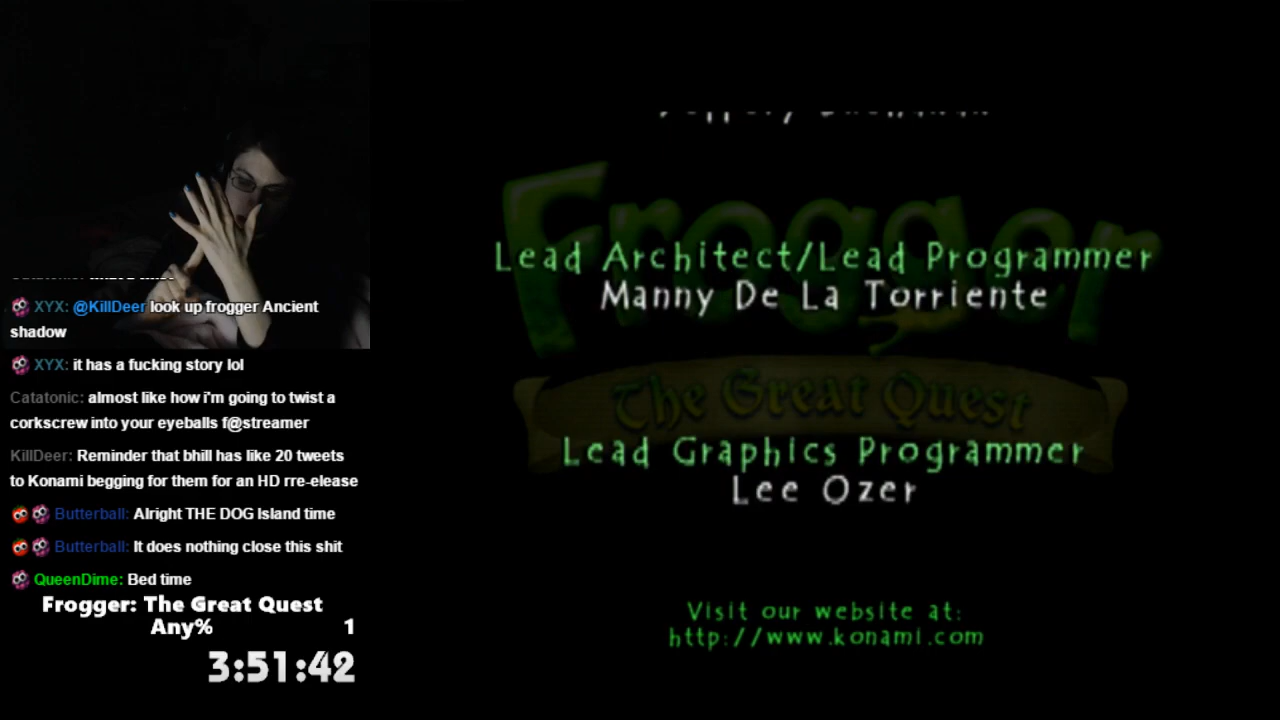 XYX: @KillDeer look up frogger Ancient
shadow
XYX: it has a fucking story lol
Catatonic: almost like how i'm going to twist a
corkscrew into your eyeballs f@streamer
KillDeer: Reminder that bhill has like 20 tweets
to Konami begging for them for an HD rre-elease
Butterball: Alright THE DOG Island time
Butterball: It does nothing close this shit
QueenDime: Bed time
Frogger: The Great Quest
Any% 1
3:51:42
Frogger
Lead Architect/Lead Programmer
Manny De La Torriente
The Great Quest
Lead Graphics Programmer
Lee Ozer
Visit our website at:
http://www.konami.com